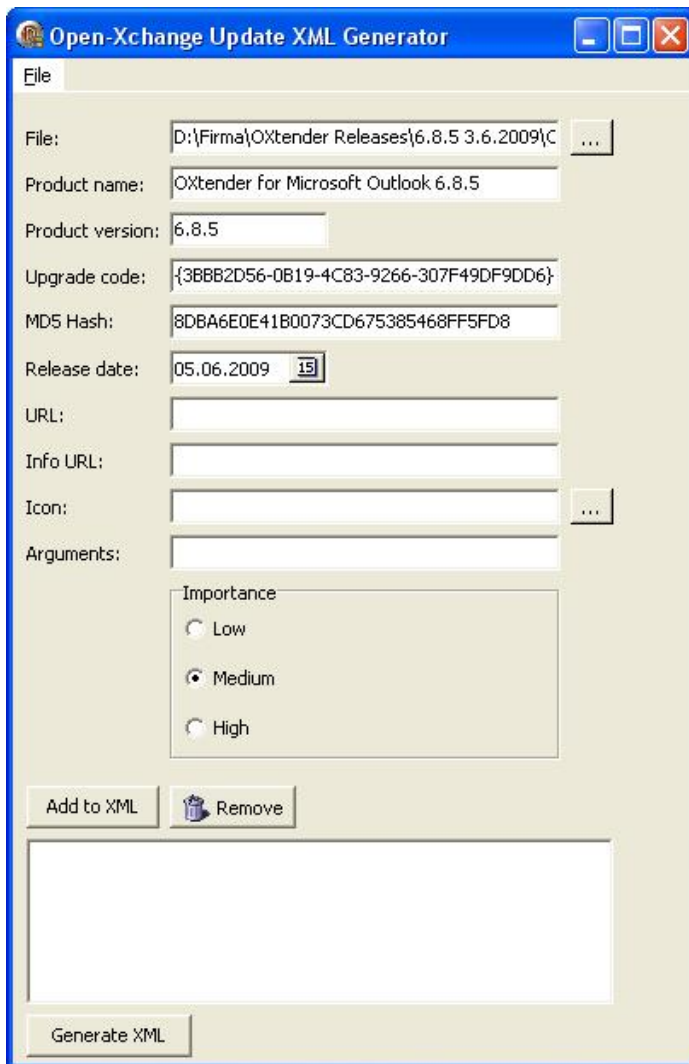 Open-Xchange Update XML Generator
File
File: D:\Firma\OXtender Releases\6.8.5 3.6.2009\C ...
Product name: OXtender for Microsoft Outlook 6.8.5
Product version: 6.8.5
Upgrade code: {3BBB2D56-0B19-4C83-9266-307F49DF9DD6}
MD5 Hash: 8DBA6E0E41B0073CD675385468FF5FD8
Release date: 05.06.2009 15
URL:
Info URL:
Icon: ...
Arguments:
Importance
Low
Medium
High
Add to XML Remove
Generate XML